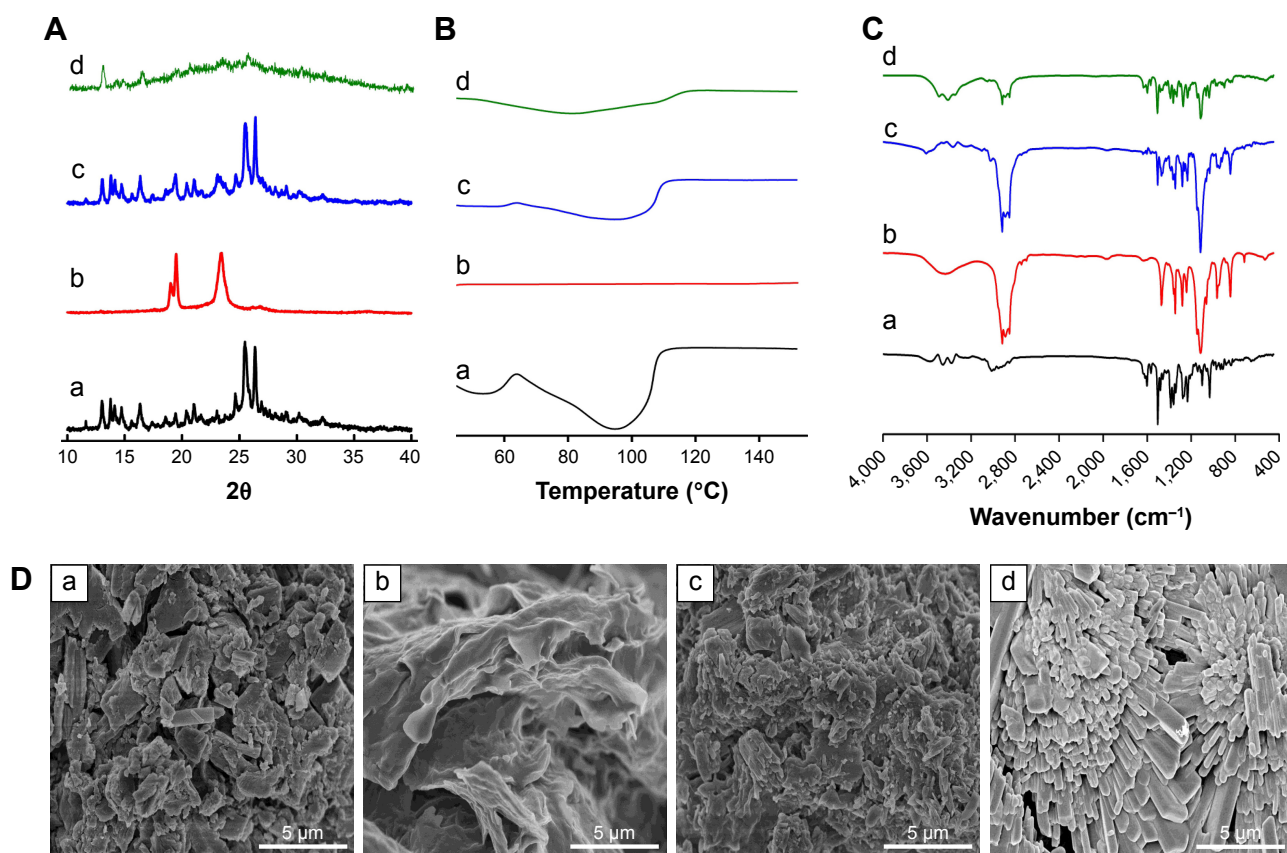 A
d
c
b
a
10 15 20 25 30 35 40
2θ
B
d
c
b
a
60 80 100 120 140
Temperature (°C)
C
d
c
b
a
4,000 3,600 3,200 2,800 2,400 2,000 1,600 1,200 800 400
Wavenumber (cm⁻¹)
D
a
5 µm
b
5 µm
c
5 µm
d
5 µm